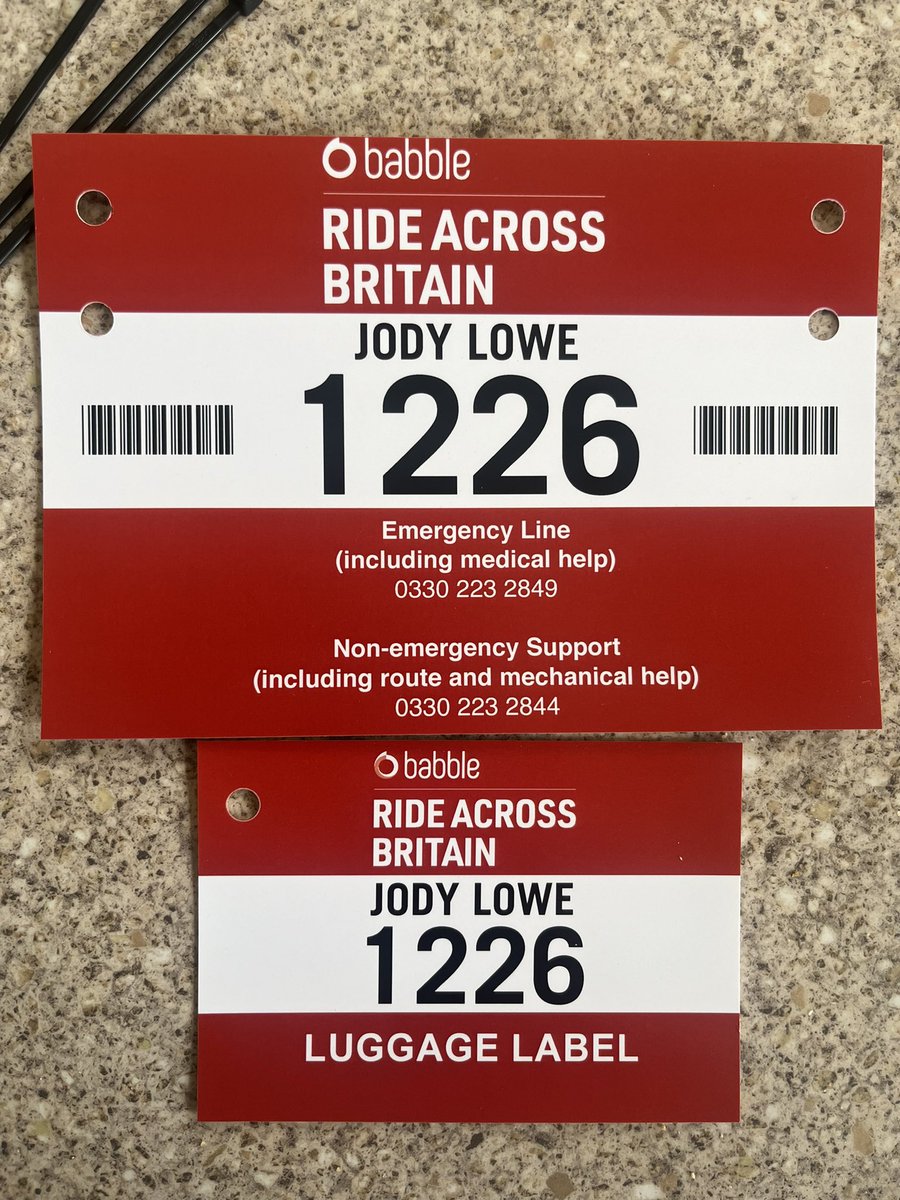 babble
RIDE ACROSS
BRITAIN
JODY LOWE
1226
Emergency Line
(including medical help)
0330 223 2849
Non-emergency Support
(including route and mechanical help)
0330 223 2844
babble
RIDE ACROSS
BRITAIN
JODY LOWE
1226
LUGGAGE LABEL